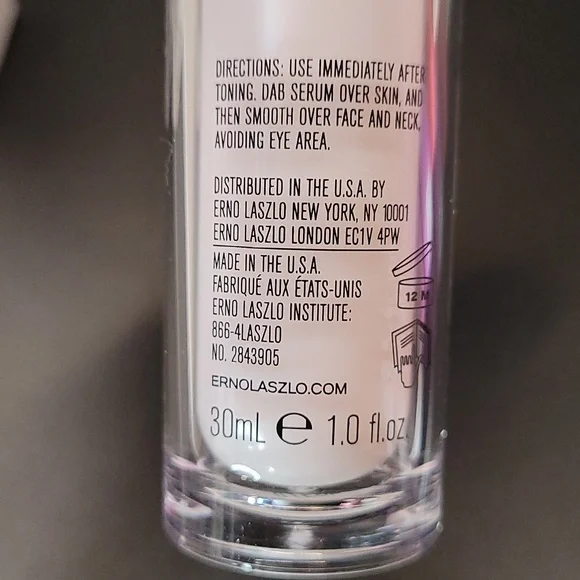 DIRECTIONS: USE IMMEDIATELY AFTER
TONING. DAB SERUM OVER SKIN, AND
THEN SMOOTH OVER FACE AND NECK,
AVOIDING EYE AREA.
DISTRIBUTED IN THE U.S.A. BY
ERNO LASZLO NEW YORK, NY 10001
ERNO LASZLO LONDON EC1V 4PW
MADE IN THE U.S.A.
FABRIQUÉ AUX ÉTATS-UNIS
12 M
ERNO LASZLO INSTITUTE:
866-4LASZLO
NO. 2843905
ERNOLASZLO.COM
30mL e 1.0 fl.oz.